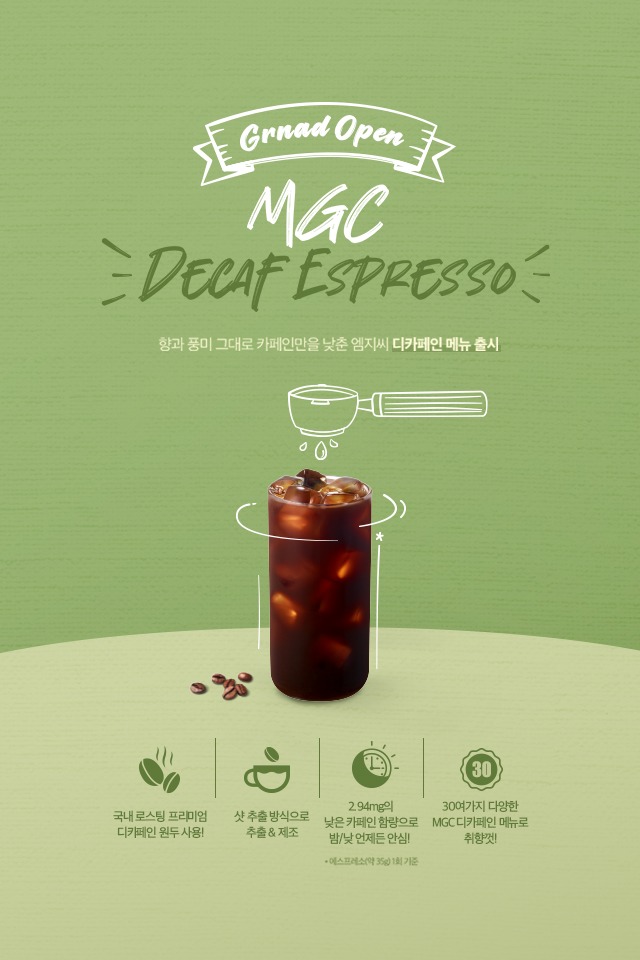 Grnad Open
MGC
DECAF ESPRESSO
향과 풍미 그대로 카페인만을 낮춘 엠지씨 디카페인 메뉴 출시
국내 로스팅 프리미엄
디카페인 원두 사용!
샷 추출 방식으로
추출 & 제조
2.94mg의
낮은 카페인 함량으로
밤/낮 언제든 안심!
• 에스프레소(약 35g) 1회 기준
30
30여가지 다양한
MGC 디카페인 메뉴로
취향껏!